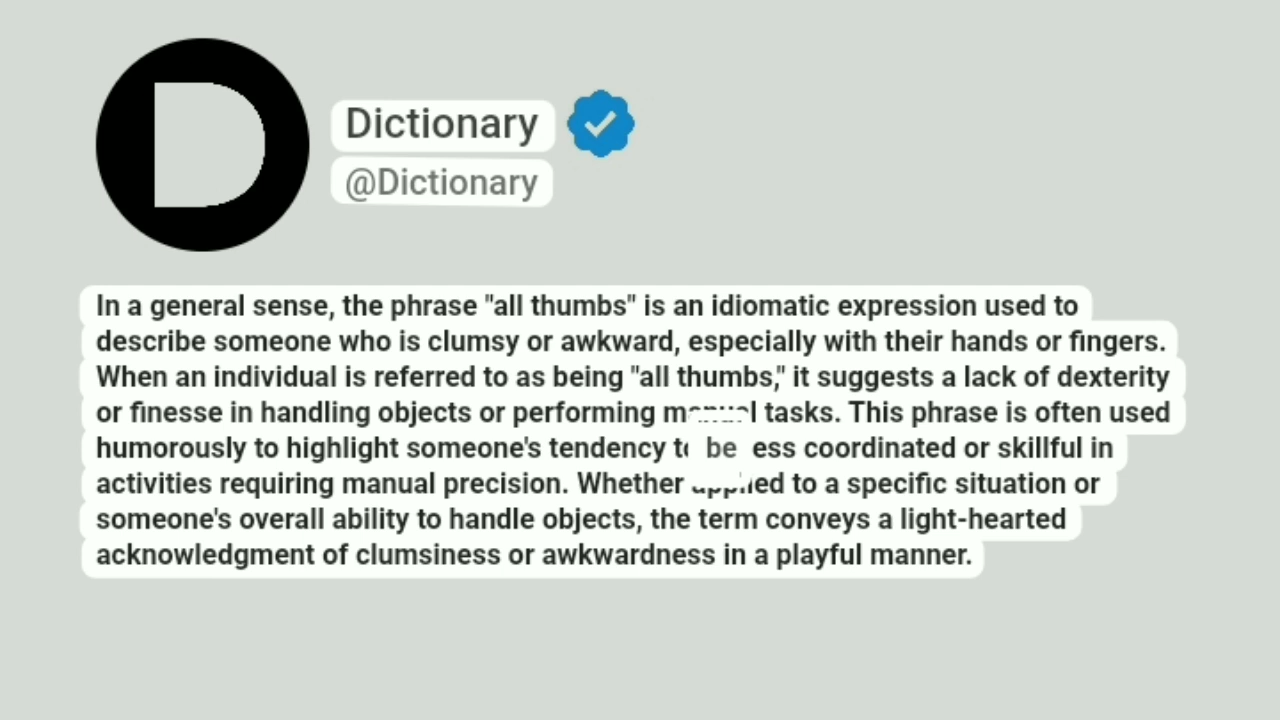 Dictionary
@Dictionary
In a general sense, the phrase "all thumbs" is an idiomatic expression used to
describe someone who is clumsy or awkward, especially with their hands or fingers.
When an individual is referred to as being "all thumbs," it suggests a lack of dexterity
or finesse in handling objects or performing manual tasks. This phrase is often used
humorously to highlight someone's tendency to be ess coordinated or skillful in
activities requiring manual precision. Whether applied to a specific situation or
someone's overall ability to handle objects, the term conveys a light-hearted
acknowledgment of clumsiness or awkwardness in a playful manner.